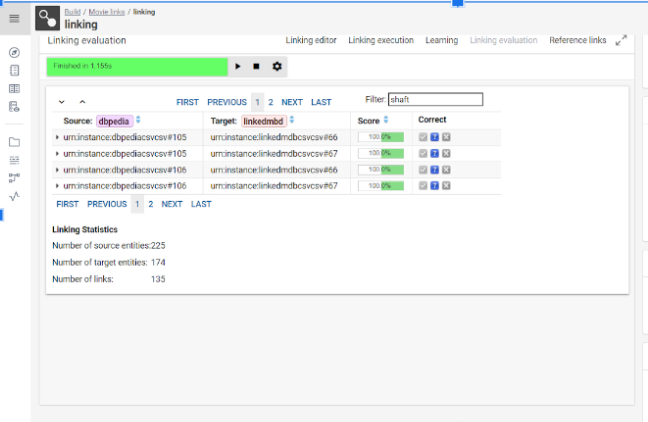 Build / Movie links / linking
linking
Linking evaluation Linking editor Linking execution Learning Linking evaluation Reference links
Finished in 1.155s
FIRST PREVIOUS 1 2 NEXT LAST Filter: shaft
Source: dbpedia Target: linkedmbd Score Correct
urn:instance:dbpediacsvcsv#105 urn:instance:linkedmdbcsvcsv#66 100.0%
urn:instance:dbpediacsvcsv#105 urn:instance:linkedmdbcsvcsv#67 100.0%
urn:instance:dbpediacsvcsv#106 urn:instance:linkedmdbcsvcsv#66 100.0%
urn:instance:dbpediacsvcsv#106 urn:instance:linkedmdbcsvcsv#67 100.0%
FIRST PREVIOUS 1 2 NEXT LAST
Linking Statistics
Number of source entities:225
Number of target entities: 174
Number of links: 135